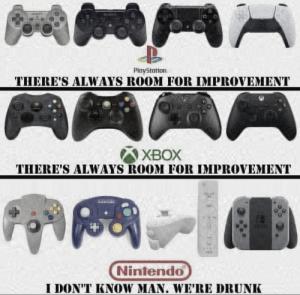 PlayStation
THERE'S ALWAYS ROOM FOR IMPROVEMENT
XBOX
THERE'S ALWAYS ROOM FOR IMPROVEMENT
Nintendo
I DON'T KNOW MAN. WE'RE DRUNK